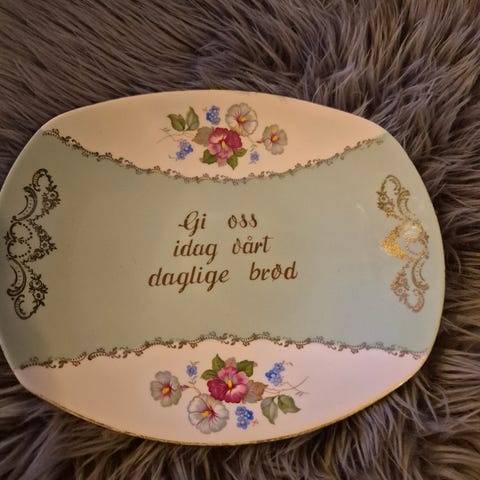 Gi oss
idag vårt
daglige brød